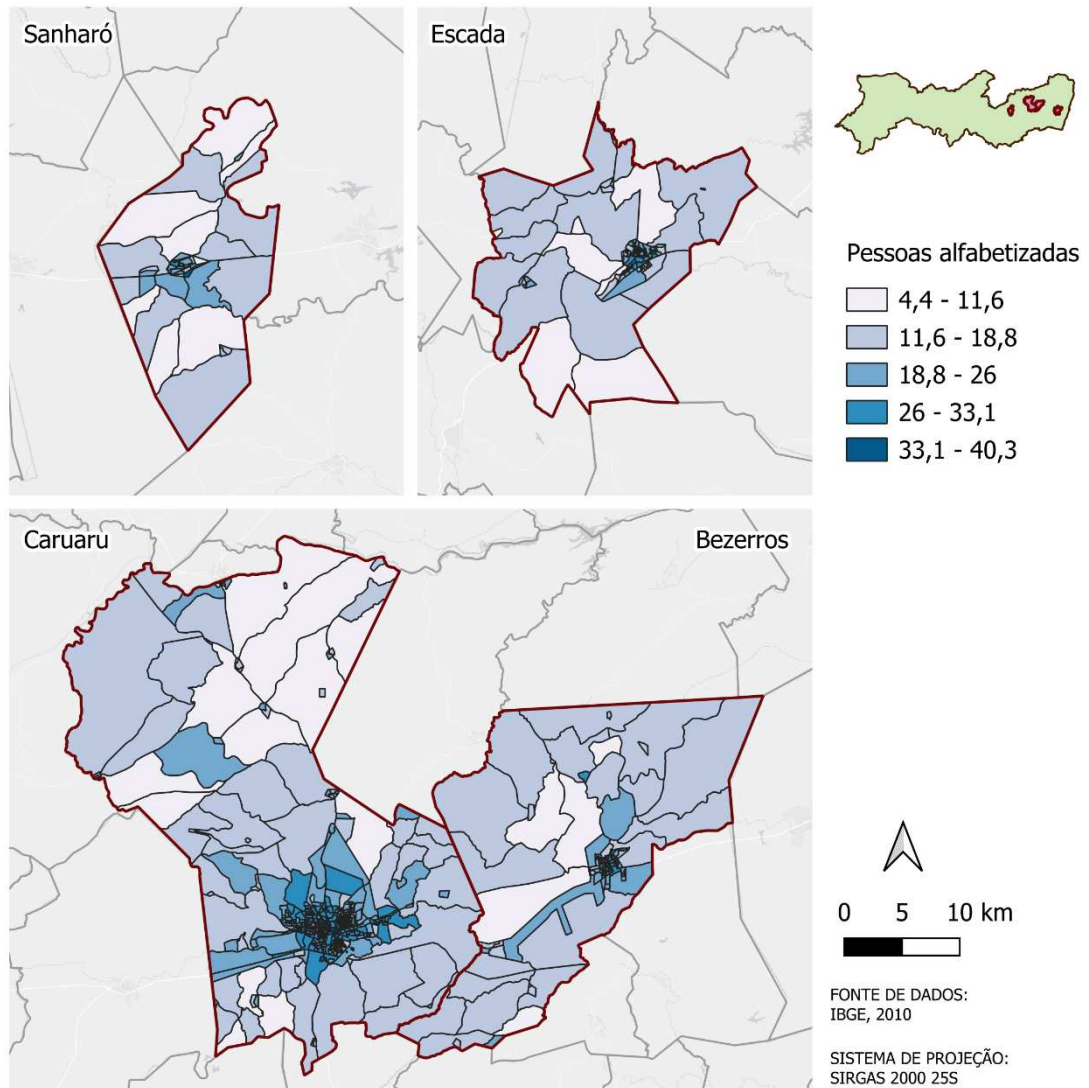 Sanharó
Escada
Pessoas alfabetizadas
4,4 - 11,6
11,6 - 18,8
18,8 - 26
26 - 33,1
33,1 - 40,3
Caruaru
Bezerros
0 5 10 km
FONTE DE DADOS:
IBGE, 2010
SISTEMA DE PROJEÇÃO:
SIRGAS 2000 25S